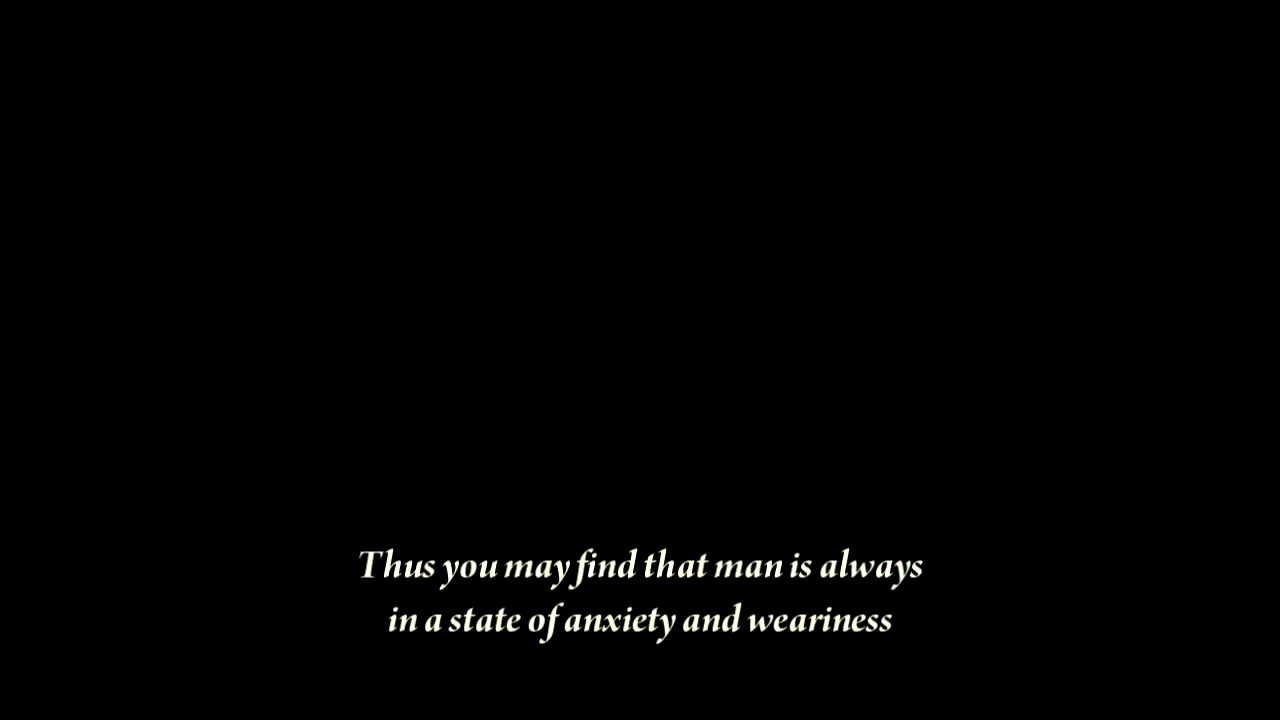 Thus you may find that man is always
in a state of anxiety and weariness